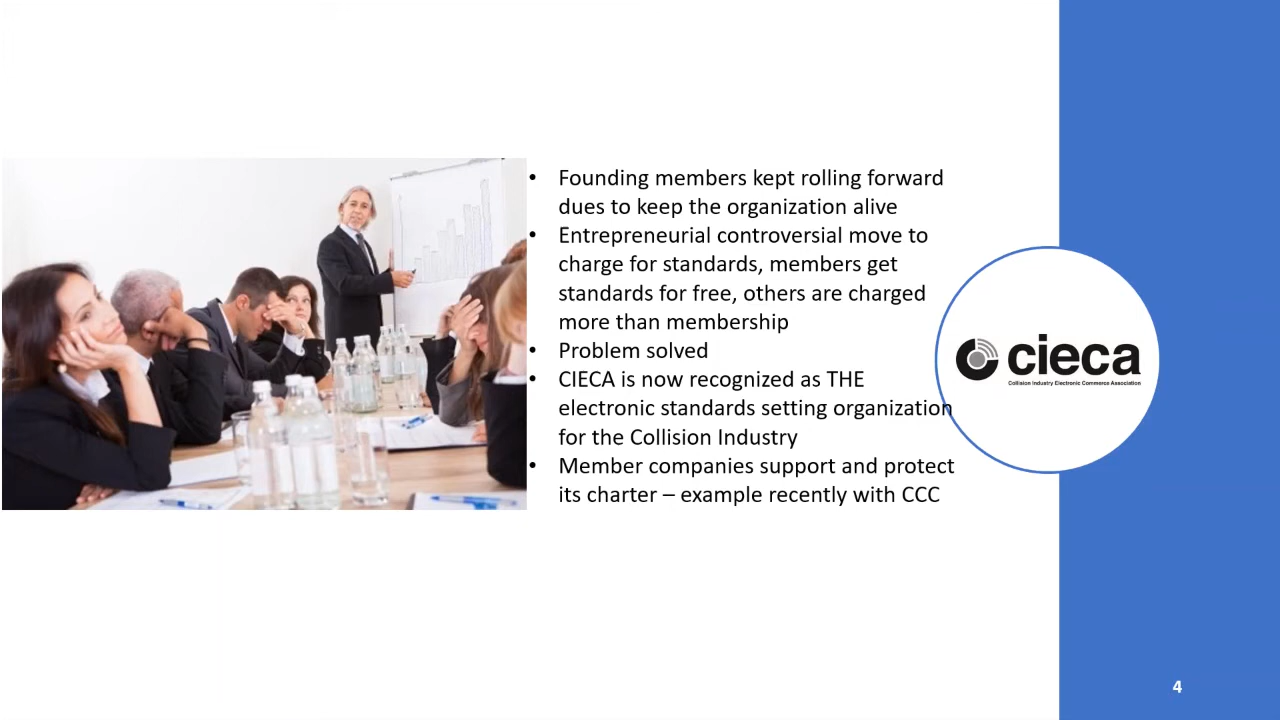 • Founding members kept rolling forward
dues to keep the organization alive
• Entrepreneurial controversial move to
charge for standards, members get
standards for free, others are charged
more than membership
• Problem solved
• CIECA is now recognized as THE
electronic standards setting organization
for the Collision Industry
• Member companies support and protect
its charter – example recently with CCC
cieca
Collision Industry Electronic Commerce Association
4